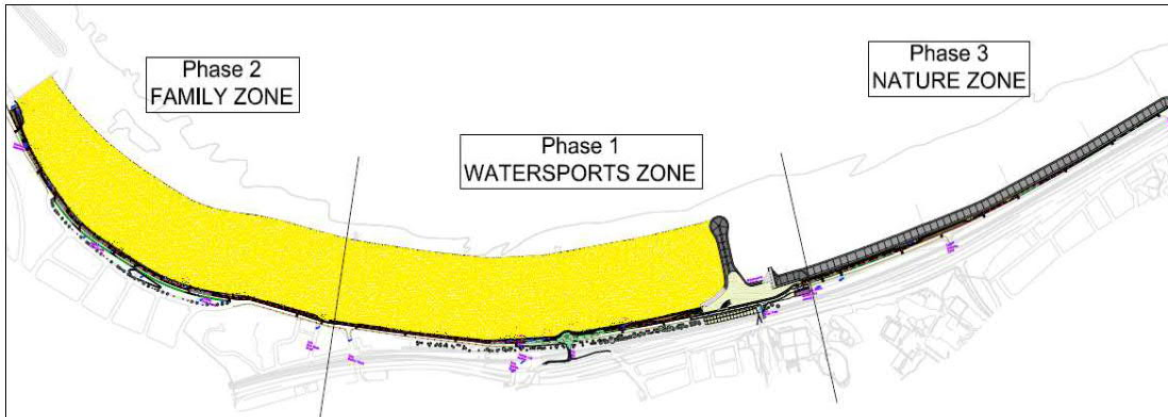 Phase 2
FAMILY ZONE
Phase 1
WATERSPORTS ZONE
Phase 3
NATURE ZONE